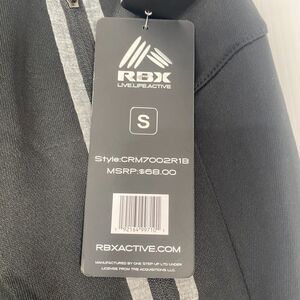 RBX
LIVE.LIFE.ACTIVE
S
Style:CRM7002R1B
MSRP:$68.00
RBXACTIVE.COM
MANUFACTURED BY ONE STEP UP LTD UNDER
LICENSE FROM TRB ACQUISITIONS LLC.